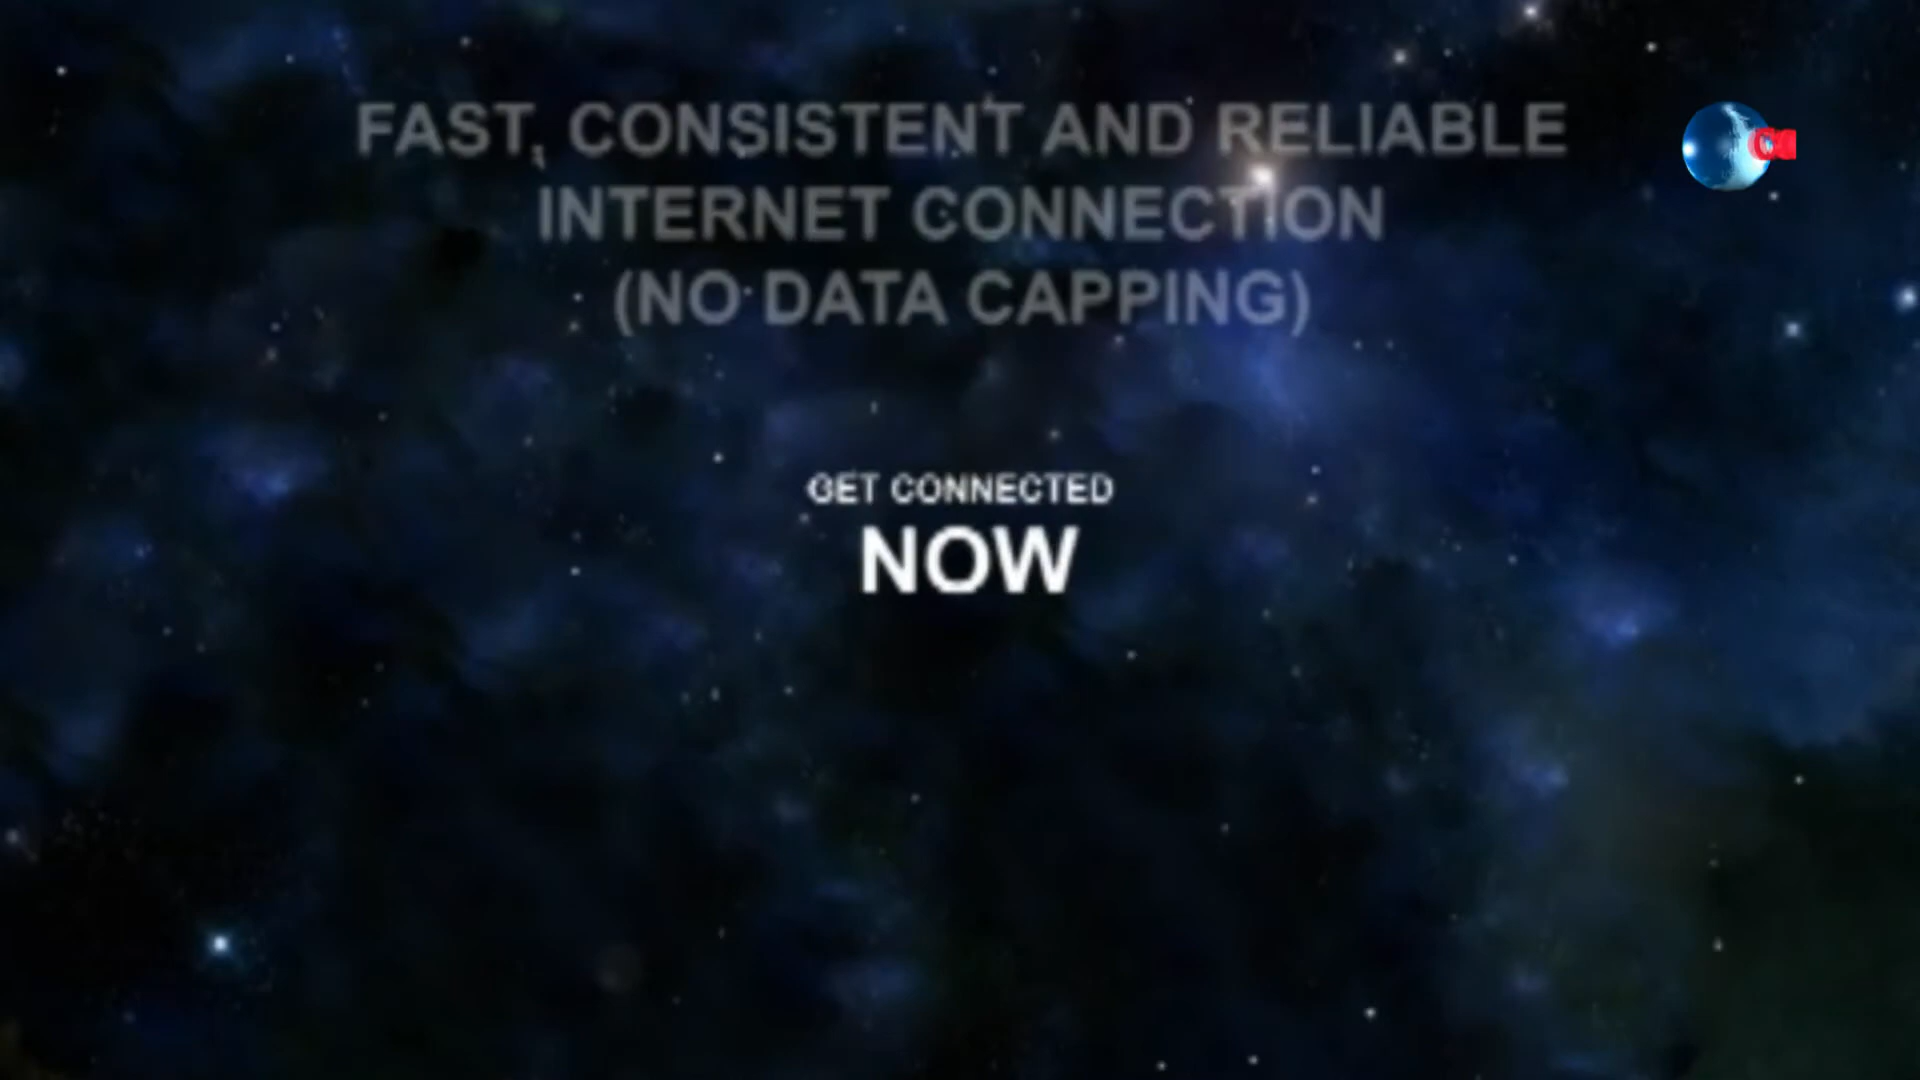 FAST, CONSISTENT AND RELIABLE
INTERNET CONNECTION
(NO DATA CAPPING)
GET CONNECTED
NOW